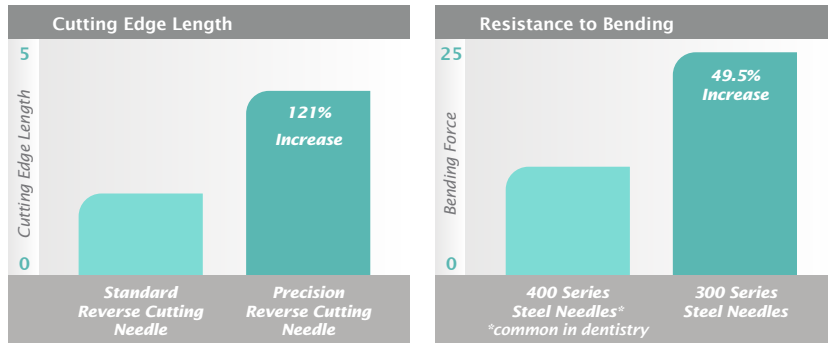 Cutting Edge Length
5
Cutting Edge Length
0
121%
Increase
Standard
Reverse Cutting
Needle
Precision
Reverse Cutting
Needle
Resistance to Bending
25
Bending Force
0
49.5%
Increase
400 Series
Steel Needles*
*common in dentistry
300 Series
Steel Needles